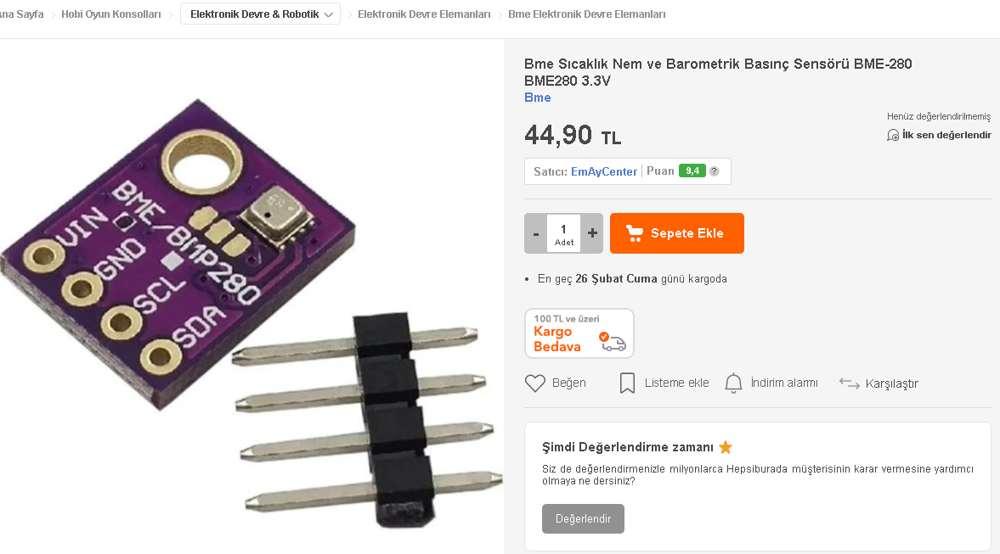 na Sayfa
Hobi Oyun Konsolları
Elektronik Devre & Robotik
Elektronik Devre Elemanları
Bme Elektronik Devre Elemanları
VIN
GND
SCL
SDA
BME/BMP280
Bme Sıcaklık Nem ve Barometrik Basınç Sensörü BME-280
BME280 3.3V
Bme
Henüz değerlendirilmemiş
İlk sen değerlendir
44,90 TL
Satıcı: EmAyCenter Puan 9,4 ?
- 1 +
Adet
Sepete Ekle
• En geç 26 Şubat Cuma günü kargoda
100 TL ve üzeri
Kargo
Bedava
Beğen
Listeme ekle
İndirim alarmı
Karşılaştır
Şimdi Değerlendirme zamanı
Siz de değerlendirmenizle milyonlarca Hepsiburada müşterisinin karar vermesine yardımcı
olmaya ne dersiniz?
Değerlendir